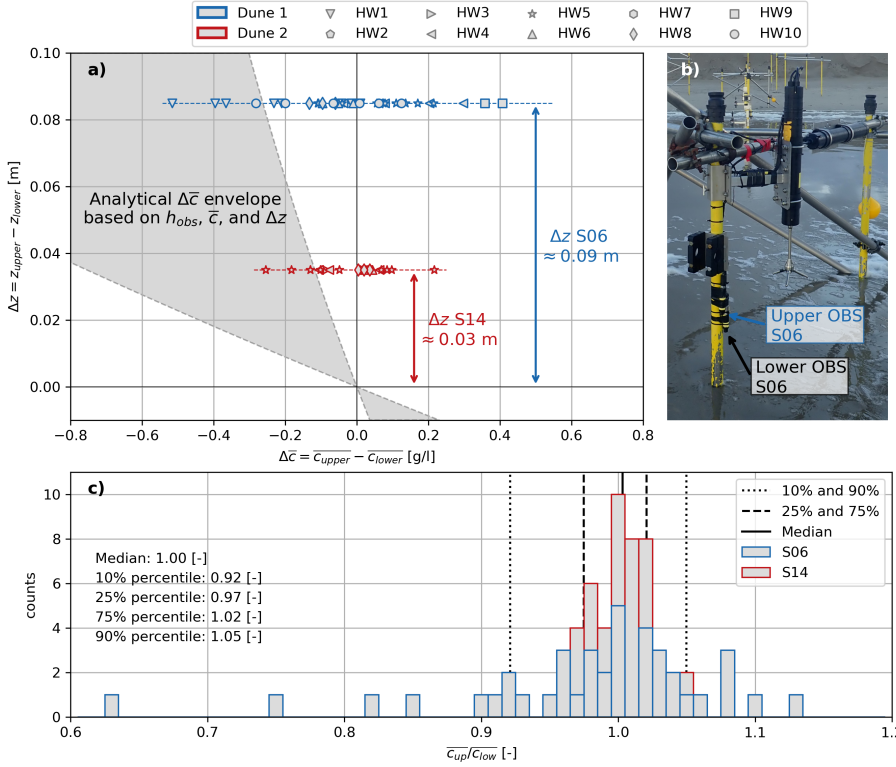 Dune 1 HW1 HW3 HW5 HW7 HW9
Dune 2 HW2 HW4 HW6 HW8 HW10
a)
0.10
0.08
0.06
0.04
0.02
0.00
Δz = z_upper − z_lower [m]
Analytical Δc̅ envelope
based on h_obs, c̅, and Δz
Δz S06
≈ 0.09 m
Δz S14
≈ 0.03 m
−0.8 −0.6 −0.4 −0.2 0.0 0.2 0.4 0.6 0.8
Δc̅ = c̅_upper − c̅_lower [g/l]
b)
Upper OBS
S06
Lower OBS
S06
c)
10
8
6
4
2
0
counts
Median: 1.00 [-]
10% percentile: 0.92 [-]
25% percentile: 0.97 [-]
75% percentile: 1.02 [-]
90% percentile: 1.05 [-]
10% and 90%
25% and 75%
Median
S06
S14
0.6 0.7 0.8 0.9 1.0 1.1 1.
c̅_up/c̅_low [-]